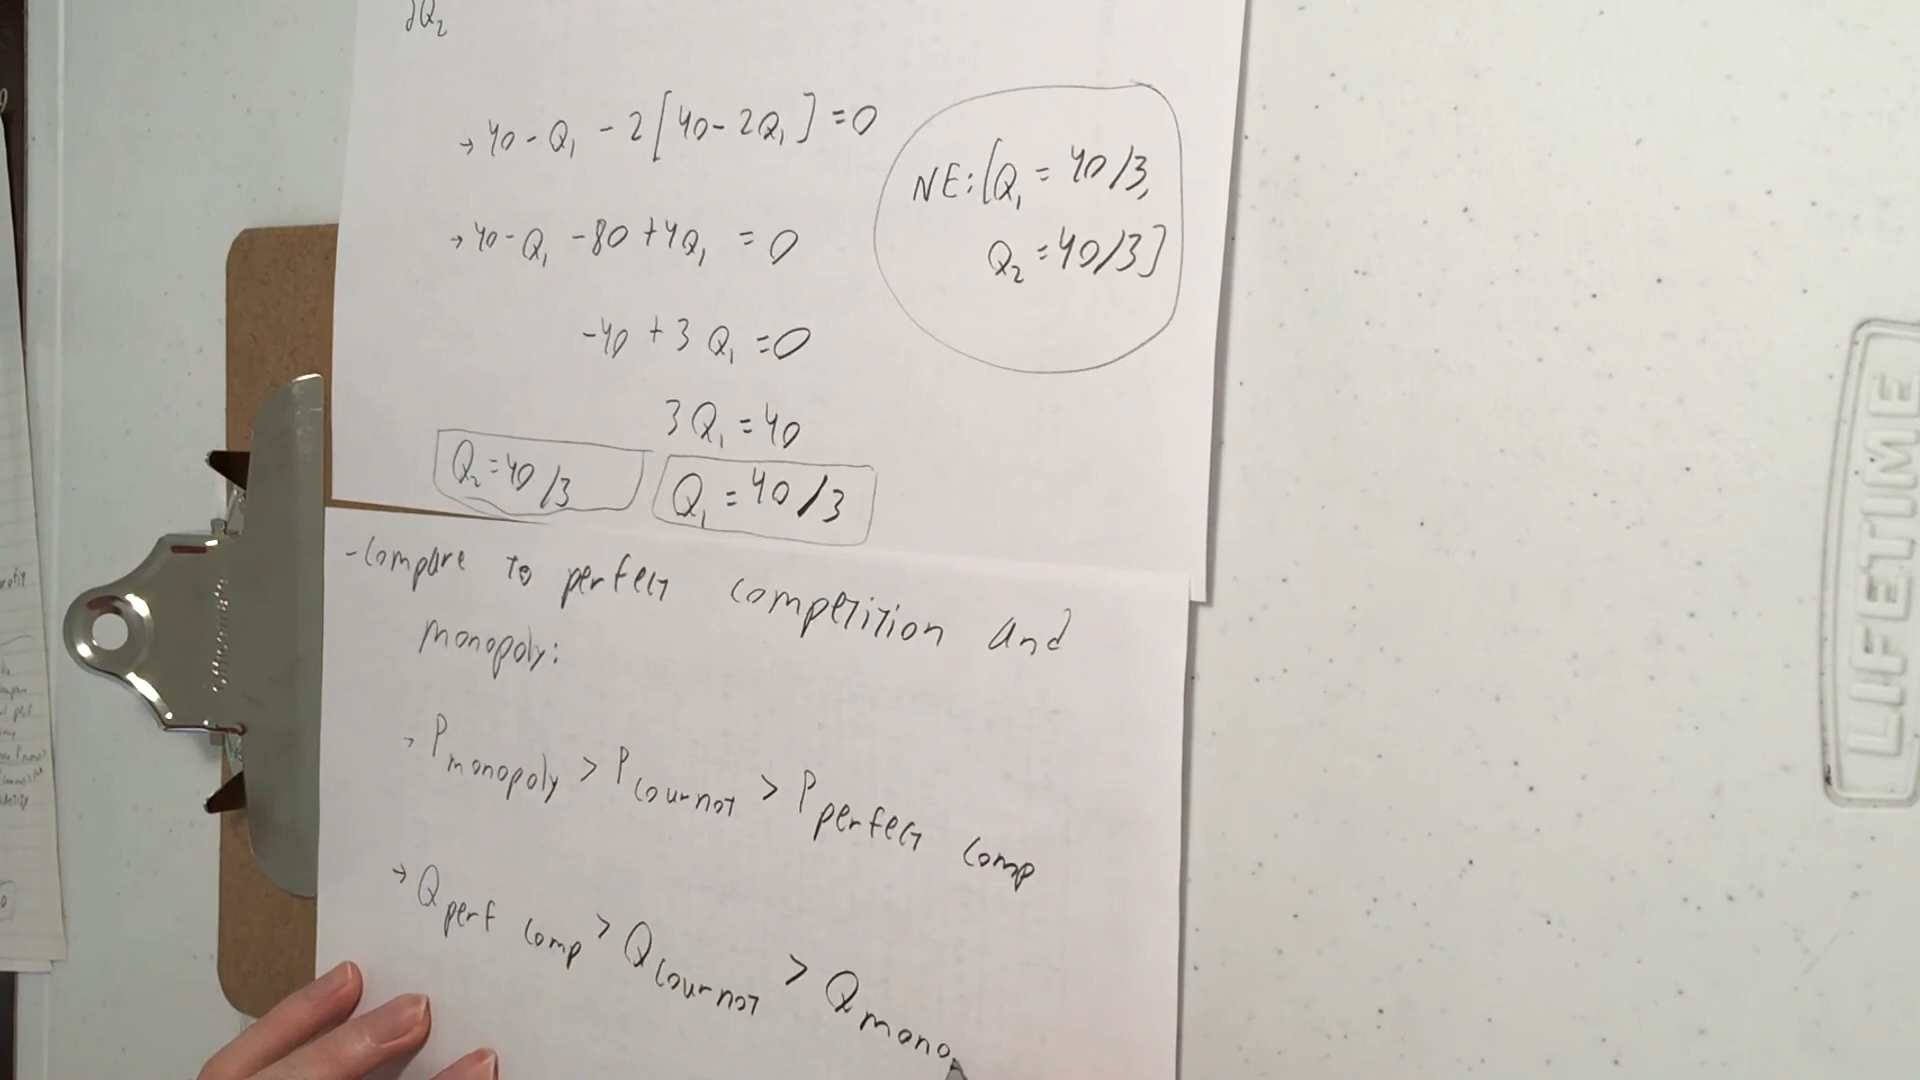 ∂Q₂
→ 40 - Q₁ - 2[40 - 2Q₁] = 0
→ 40 - Q₁ - 80 + 4Q₁ = 0
-40 + 3Q₁ = 0
3Q₁ = 40
Q₂ = 40/3 Q₁ = 40/3
NE: [Q₁ = 40/3,
Q₂ = 40/3]
- Compare to perfect competition and
monopoly:
→ P monopoly > P cournot > P perfect comp
→ Q perf comp > Q cournot > Q mono
LIFETIME